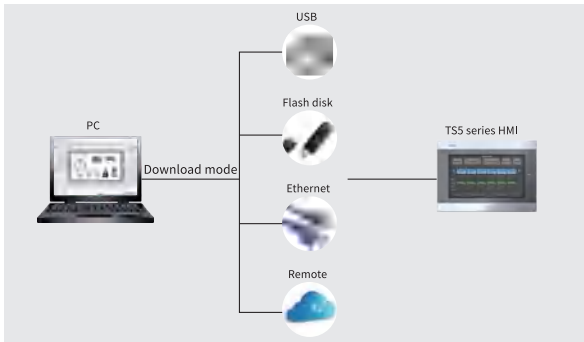 USB
Flash disk
PC
TS5 series HMI
Download mode
Ethernet
Remote